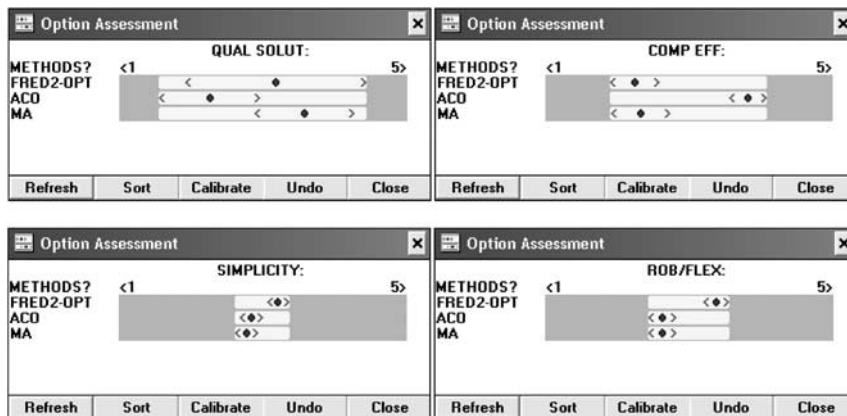 Option Assessment
QUAL SOLUT:
METHODS? <1 5>
FRED2-OPT < >
ACO < >
MA < >
Refresh Sort Calibrate Undo Close
Option Assessment
COMP EFF:
METHODS? <1 5>
FRED2-OPT < >
ACO < >
MA < >
Refresh Sort Calibrate Undo Close
Option Assessment
SIMPLICITY:
METHODS? <1 5>
FRED2-OPT < >
ACO < >
MA < >
Refresh Sort Calibrate Undo Close
Option Assessment
ROB/FLEX:
METHODS? <1 5>
FRED2-OPT < >
ACO < >
MA < >
Refresh Sort Calibrate Undo Close